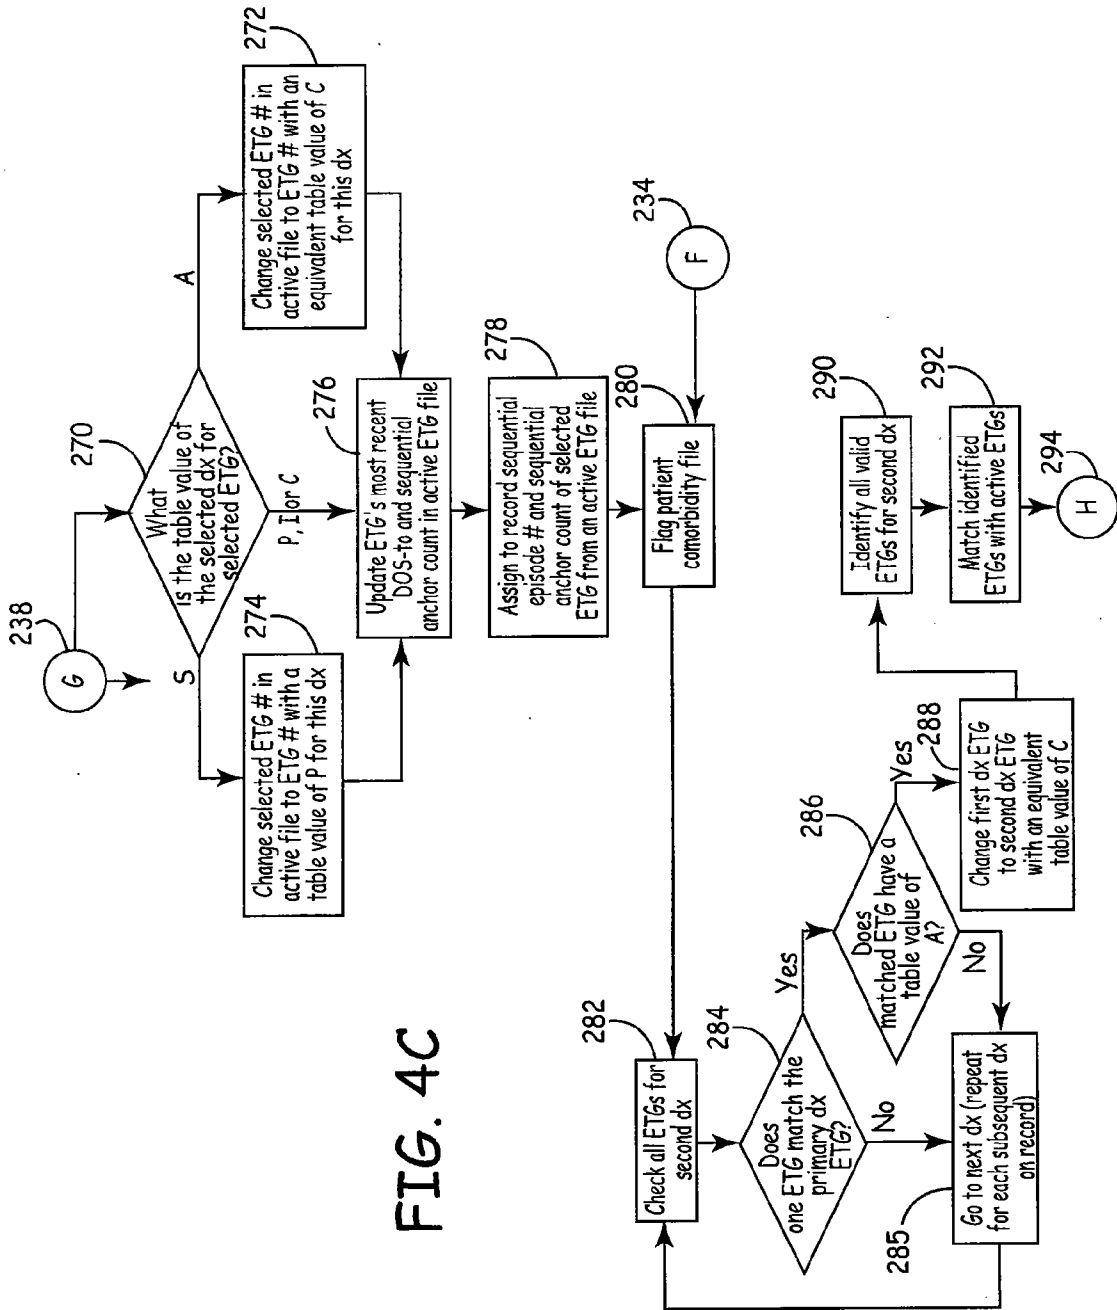 FIG. 4C
238
G
270
What
is the table value of
the selected dx for
selected ETG?
S
A
P, I or C
272
Change selected ETG # in
active file to ETG # with an
equivalent table value of C
for this dx
274
Change selected ETG # in
active file to ETG # with a
table value of P for this dx
276
Update ETG's most recent
DOS-to and sequential
anchor count in active ETG file
278
Assign to record sequential
episode # and sequential
anchor count of selected
ETG from an active ETG file
234
F
280
Flag patient
comorbidity file
282
Check all ETGs for
second dx
284
Does
one ETG match the
primary dx
ETG?
Yes
No
285
Go to next dx (repeat
for each subsequent dx
on record)
286
Does
matched ETG have a
table value of
A?
Yes
No
288
Change first dx ETG
to second dx ETG
with an equivalent
table value of C
290
Identify all valid
ETGs for second dx
292
Match identified
ETGs with active ETGs
294
H